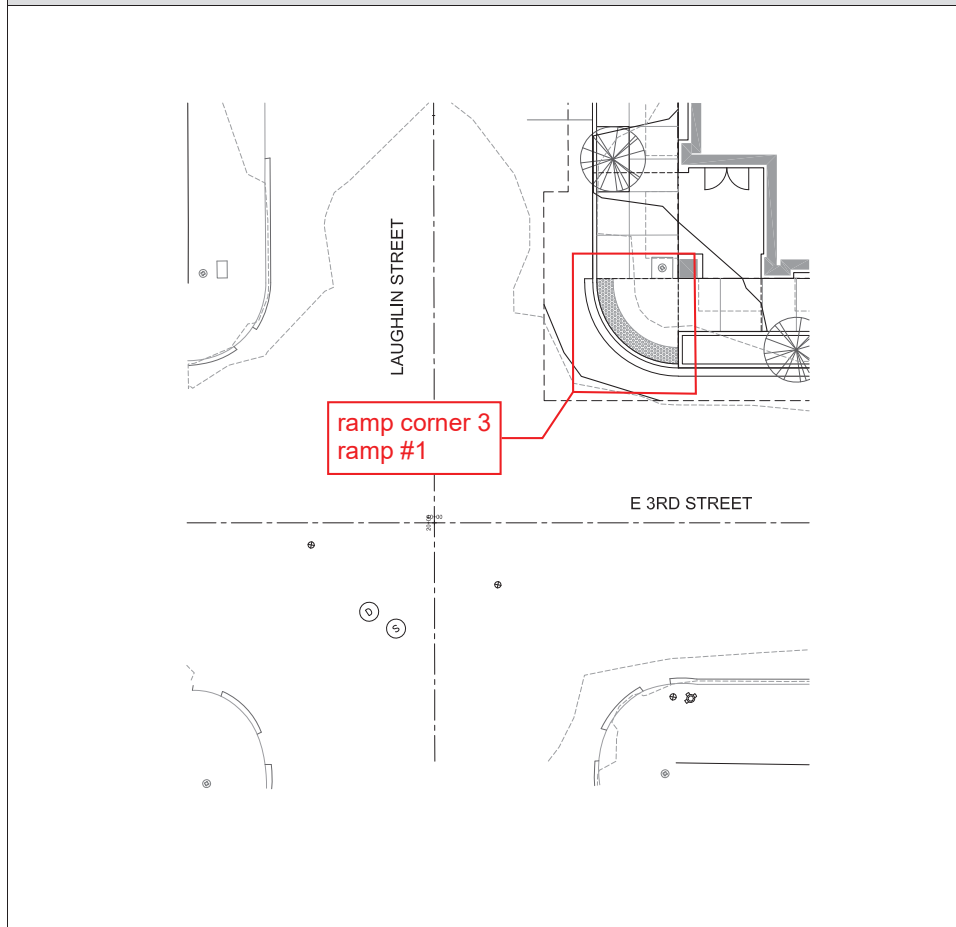 LAUGHLIN STREET
ramp corner 3
ramp #1
E 3RD STREET
D
S